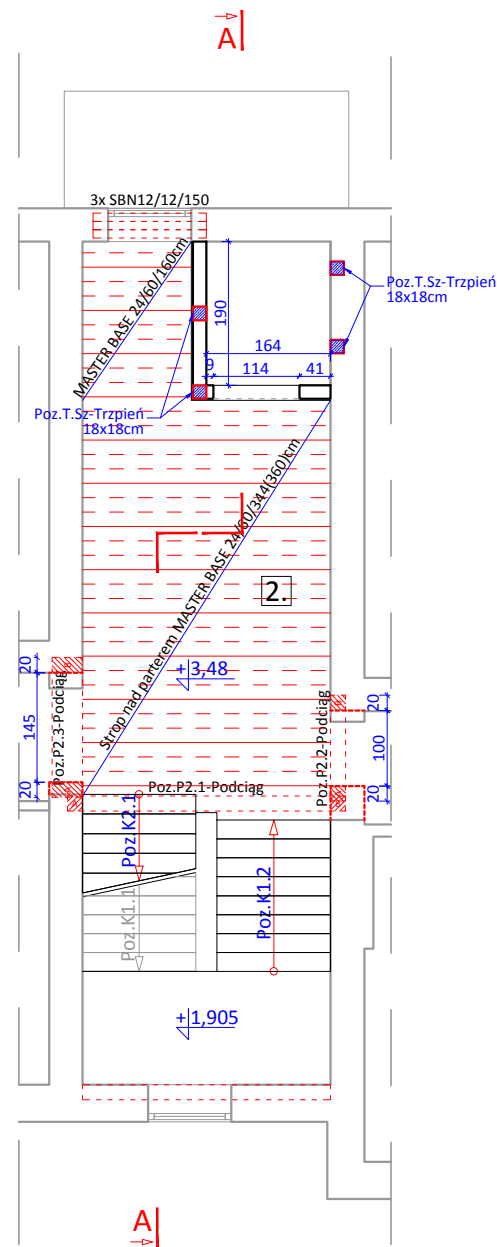 A
3x SBN12/12/150
MASTER BASE 24/60/160cm
190
Poz.T.Sz-Trzpień
18x18cm
164
9
114
41
Poz.T.Sz-Trzpień
18x18cm
Strop nad parterem MASTER BASE 24/60/344(360)cm
2.
+3,48
20
145
20
Poz.P2.3-Podciąg
Poz.P2.2-Podciąg
20
100
20
Poz.P2.1-Podciąg
Poz.K2.1
Poz.K1.1
Poz.K1.2
+1,905
A